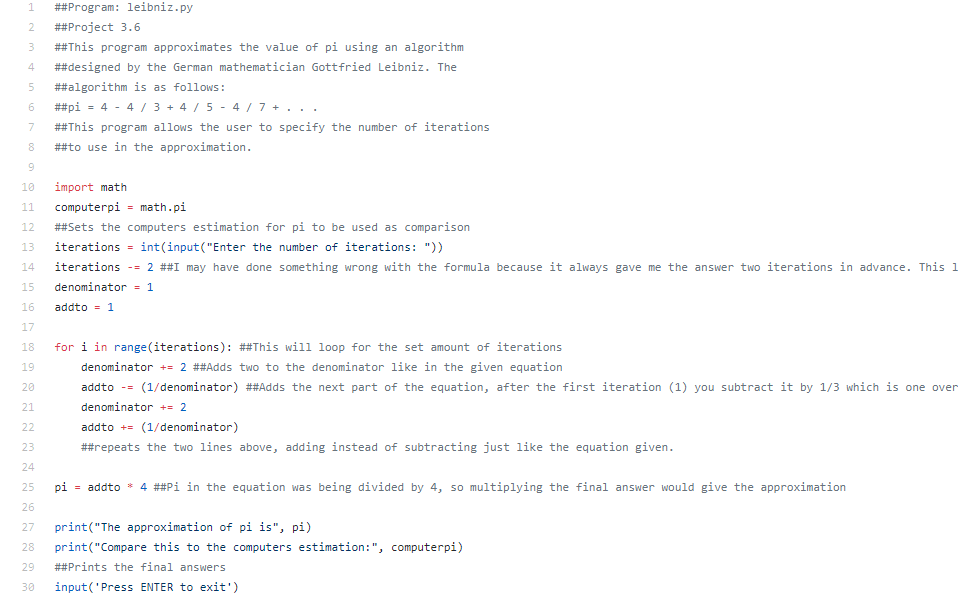 1 ##Program: leibniz.py
2 ##Project 3.6
3 ##This program approximates the value of pi using an algorithm
4 ##designed by the German mathematician Gottfried Leibniz. The
5 ##algorithm is as follows:
6 ##pi = 4 - 4 / 3 + 4 / 5 - 4 / 7 + . . .
7 ##This program allows the user to specify the number of iterations
8 ##to use in the approximation.
9
10 import math
11 computerpi = math.pi
12 ##Sets the computers estimation for pi to be used as comparison
13 iterations = int(input("Enter the number of iterations: "))
14 iterations -= 2 ##I may have done something wrong with the formula because it always gave me the answer two iterations in advance. This l
15 denominator = 1
16 addto = 1
17
18 for i in range(iterations): ##This will loop for the set amount of iterations
19     denominator += 2 ##Adds two to the denominator like in the given equation
20     addto -= (1/denominator) ##Adds the next part of the equation, after the first iteration (1) you subtract it by 1/3 which is one over
21     denominator += 2
22     addto += (1/denominator)
23     ##repeats the two lines above, adding instead of subtracting just like the equation given.
24
25 pi = addto * 4 ##Pi in the equation was being divided by 4, so multiplying the final answer would give the approximation
26
27 print("The approximation of pi is", pi)
28 print("Compare this to the computers estimation:", computerpi)
29 ##Prints the final answers
30 input('Press ENTER to exit')